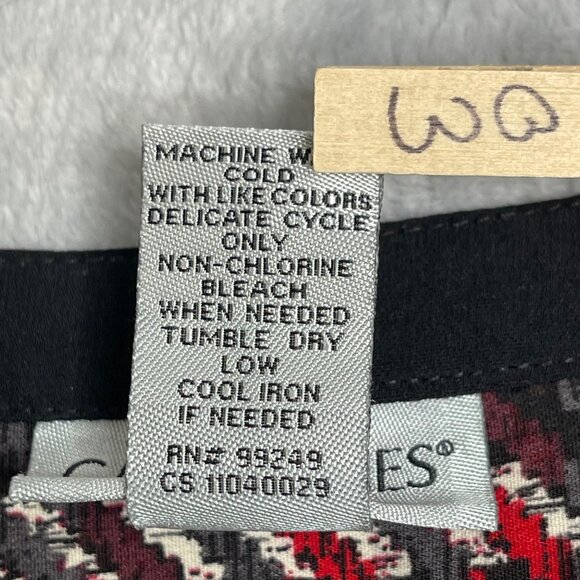 MACHINE W
COLD
WITH LIKE COLORS
DELICATE CYCLE
ONLY
NON-CHLORINE
BLEACH
WHEN NEEDED
TUMBLE DRY
LOW
COOL IRON
IF NEEDED
RN# 99249
CS 11040029
ES®